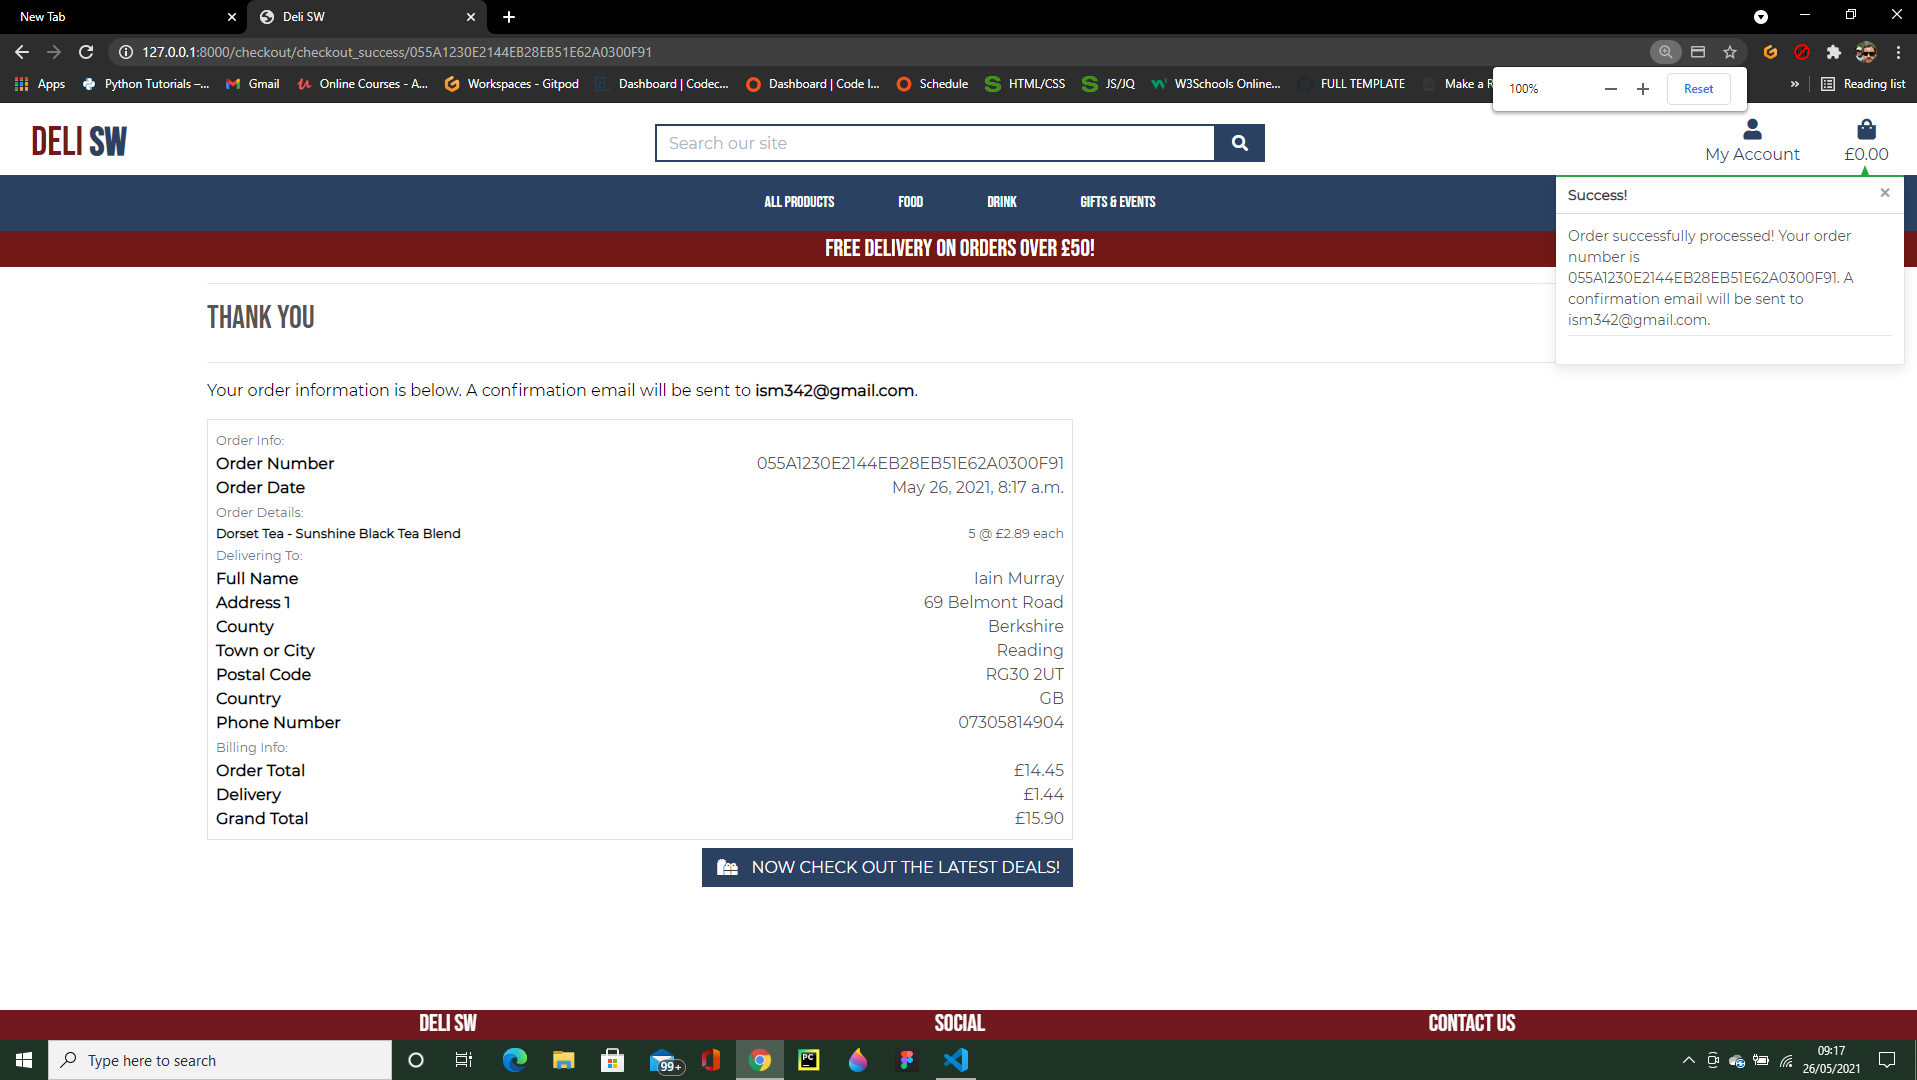 New Tab
Deli SW
127.0.0.1:8000/checkout/checkout_success/055A1230E2144EB28EB51E62A0300F91
Apps
Python Tutorials –...
Gmail
Online Courses - A...
Workspaces - Gitpod
Dashboard | Codec...
Dashboard | Code I...
Schedule
HTML/CSS
JS/JQ
W3Schools Online...
FULL TEMPLATE
Make a R
»
Reading list
100%
Reset
DELI SW
Search our site
My Account
£0.00
ALL PRODUCTS
FOOD
DRINK
GIFTS & EVENTS
FREE DELIVERY ON ORDERS OVER £50!
Success!
Order successfully processed! Your order
number is
055A1230E2144EB28EB51E62A0300F91. A
confirmation email will be sent to
ism342@gmail.com.
THANK YOU
Your order information is below. A confirmation email will be sent to ism342@gmail.com.
Order Info:
Order Number 055A1230E2144EB28EB51E62A0300F91
Order Date May 26, 2021, 8:17 a.m.
Order Details:
Dorset Tea - Sunshine Black Tea Blend 5 @ £2.89 each
Delivering To:
Full Name Iain Murray
Address 1 69 Belmont Road
County Berkshire
Town or City Reading
Postal Code RG30 2UT
Country GB
Phone Number 07305814904
Billing Info:
Order Total £14.45
Delivery £1.44
Grand Total £15.90
NOW CHECK OUT THE LATEST DEALS!
DELI SW
SOCIAL
CONTACT US
Type here to search
99+
PC
09:17
26/05/2021